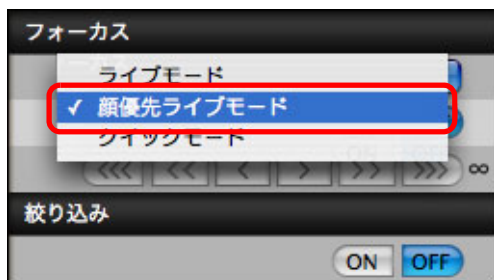 フォーカス
ライブモード
✓ 顔優先ライブモード
クイックモード
<<< << < > >> >>> ∞
絞り込み
ON OFF